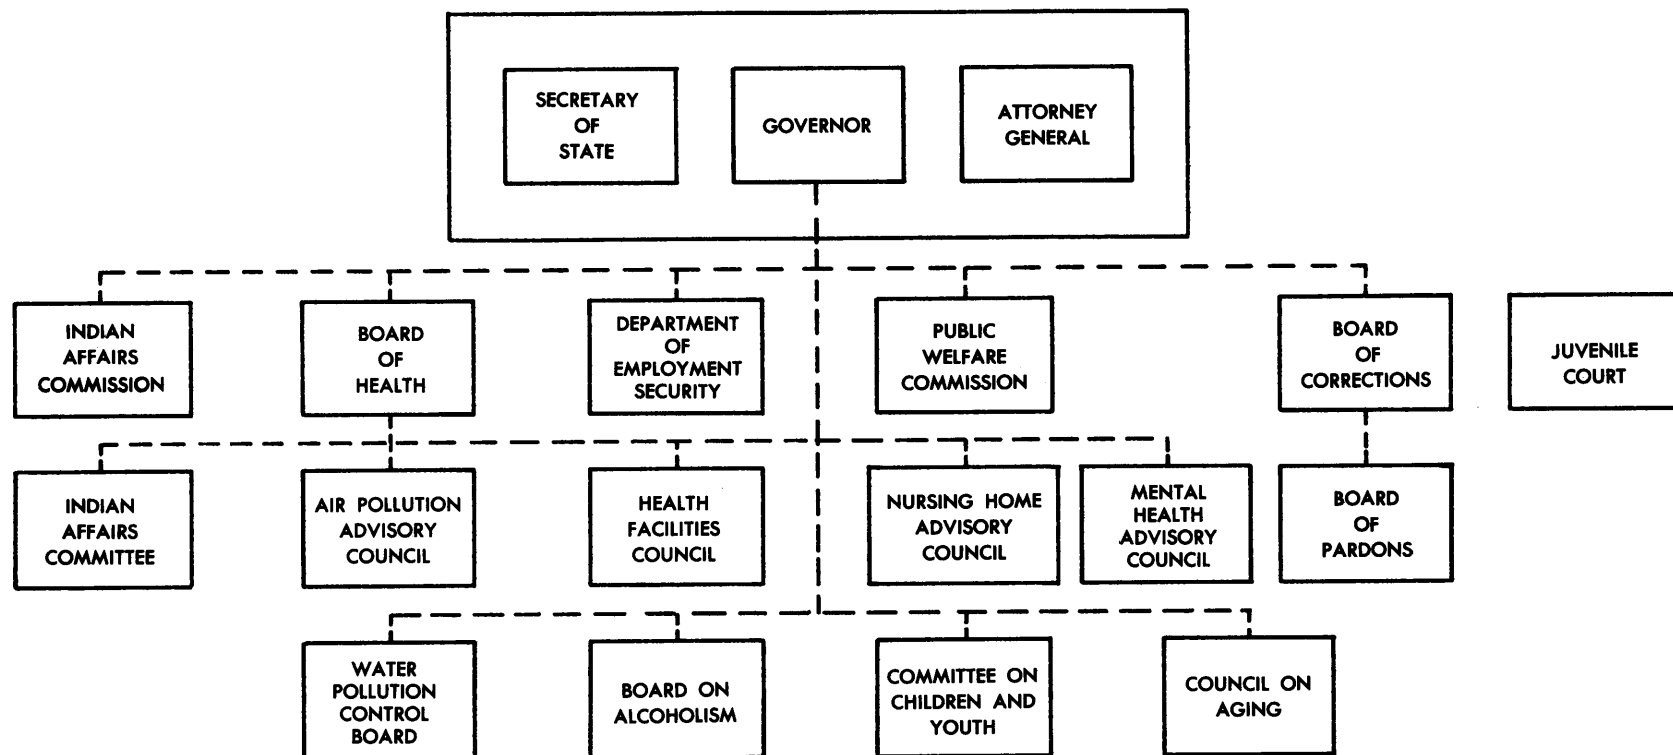 SECRETARY
OF
STATE
GOVERNOR
ATTORNEY
GENERAL
INDIAN
AFFAIRS
COMMISSION
BOARD
OF
HEALTH
DEPARTMENT
OF
EMPLOYMENT
SECURITY
PUBLIC
WELFARE
COMMISSION
BOARD
OF
CORRECTIONS
JUVENILE
COURT
INDIAN
AFFAIRS
COMMITTEE
AIR POLLUTION
ADVISORY
COUNCIL
HEALTH
FACILITIES
COUNCIL
NURSING HOME
ADVISORY
COUNCIL
MENTAL
HEALTH
ADVISORY
COUNCIL
BOARD
OF
PARDONS
WATER
POLLUTION
CONTROL
BOARD
BOARD ON
ALCOHOLISM
COMMITTEE ON
CHILDREN AND
YOUTH
COUNCIL ON
AGING